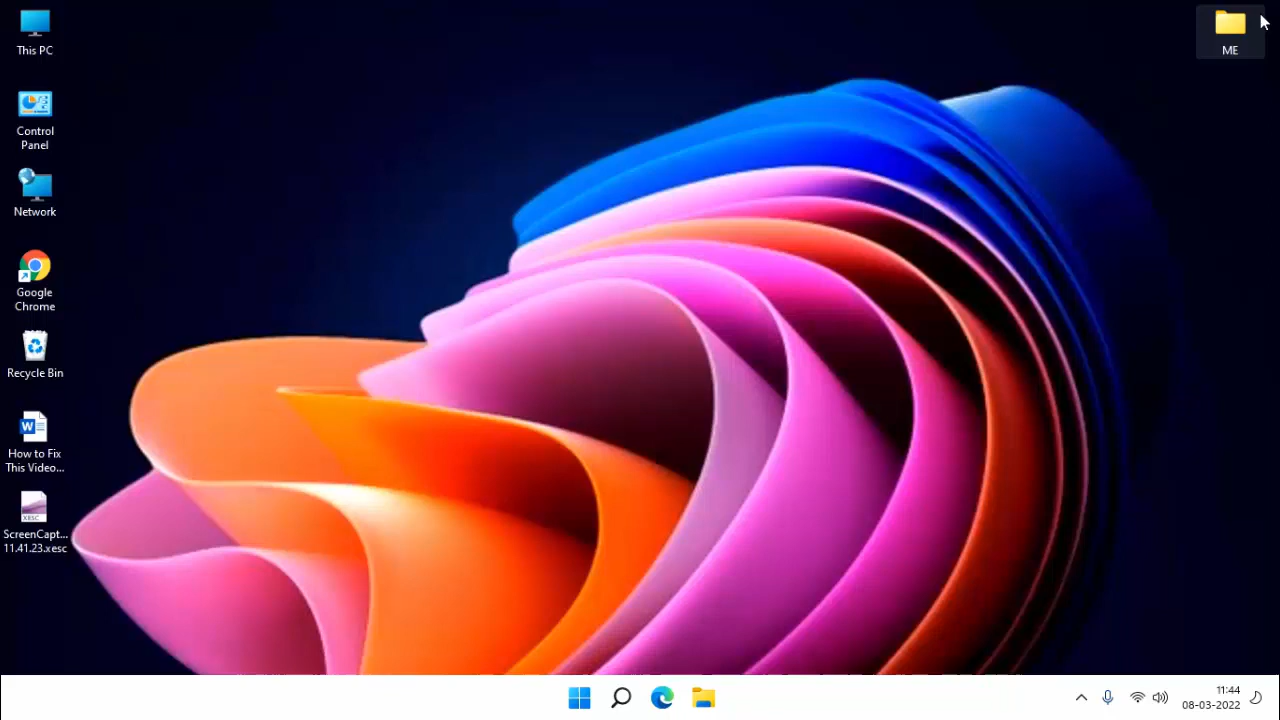 This PC
Control
Panel
Network
Google
Chrome
Recycle Bin
How to Fix
This Video...
ScreenCapt...
11.41.23.xesc
ME
11:44
08-03-2022